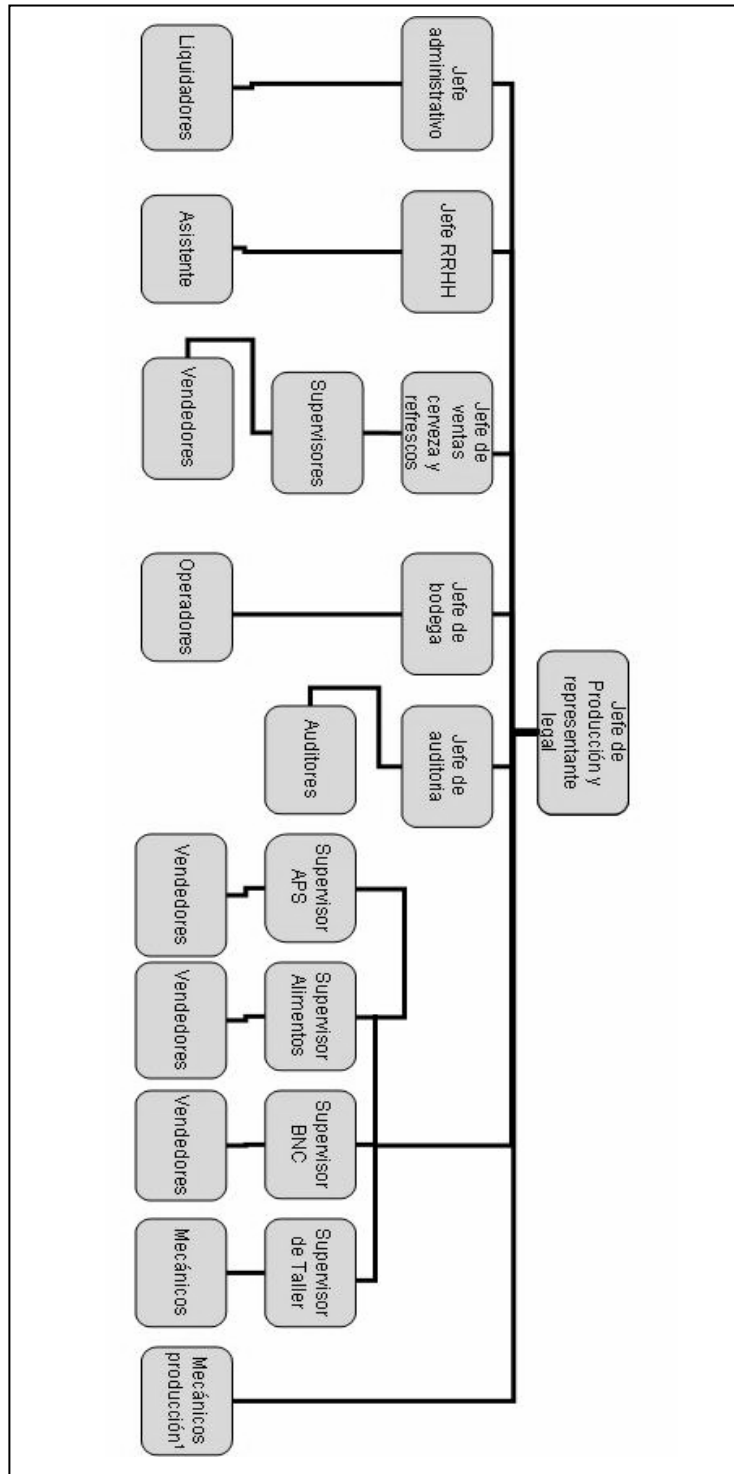 Jefe de
Producción y
representante
legal
Jefe
administrativo
Jefe RRHH
Jefe de
ventas
cerveza y
refrescos
Jefe de
bodega
Jefe de
auditoria
Liquidadores
Asistente
Supervisores
Vendedores
Operadores
Auditores
Supervisor
APS
Supervisor
Alimentos
Supervisor
BNC
Supervisor
de Taller
Vendedores
Vendedores
Vendedores
Mecánicos
Mecánicos
producción¹